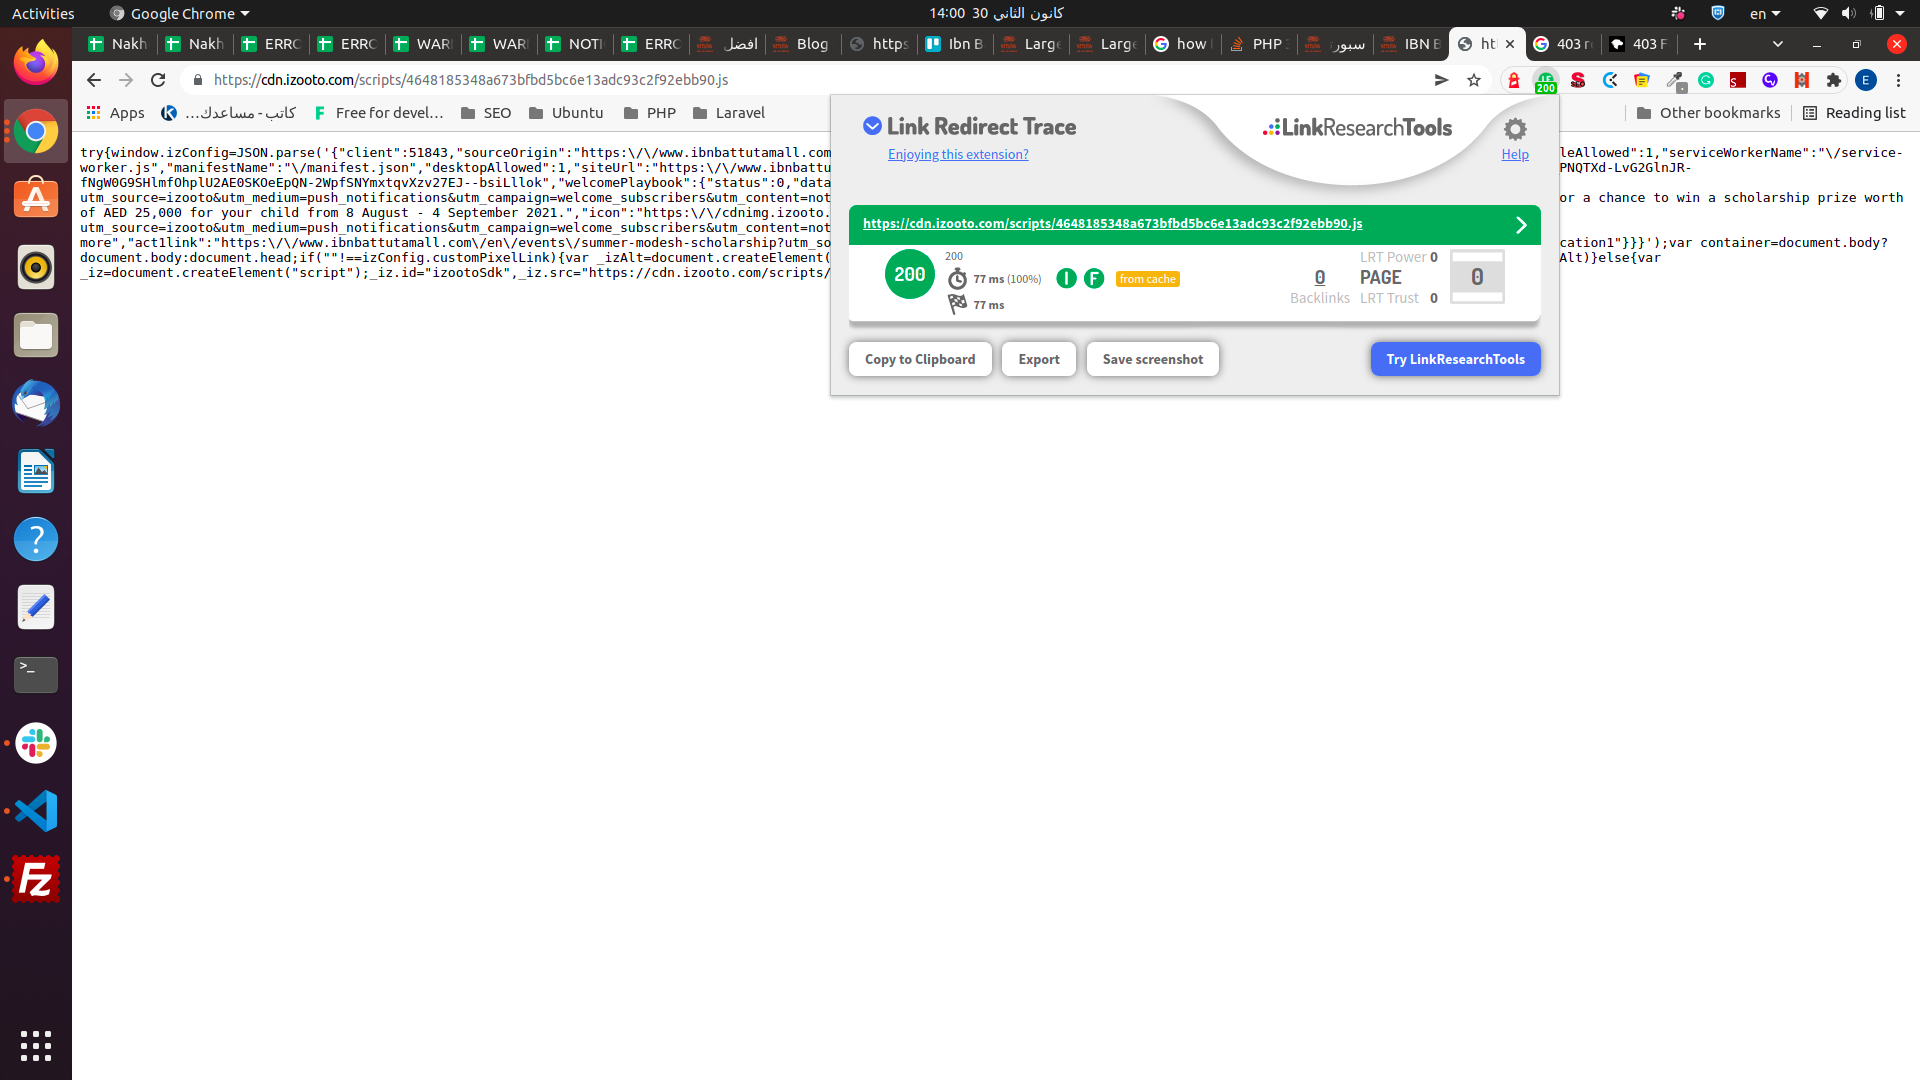 Activities
Google Chrome
14:00 30 كانون الثاني
en
Nakh
Nakh
ERRO
ERRO
WAR
WAR
NOTI
ERRO
افضل
Blog
https
Ibn B
Large
Large
how
PHP
سبور
IBN B
ht
403 r
403 F
https://cdn.izooto.com/scripts/4648185348a673bfbd5bc6e13adc93c2f92ebb90.js
200
Apps
كاتب - مساعدك...
Free for devel...
SEO
Ubuntu
PHP
Laravel
Other bookmarks
Reading list
try{window.izConfig=JSON.parse('{"client":51843,"sourceOrigin":"https:\/\/www.ibnbattutamall.com leAllowed":1,"serviceWorkerName":"\/service-
worker.js","manifestName":"\/manifest.json","desktopAllowed":1,"siteUrl":"https:\/\/www.ibnbattu PNQTXd-LvG2GlnJR-
fNgW0G9SHlmfOhplU2AE0SKOeEpQN-2WpfSNYmxtqvXzv27EJ--bsiLllok","welcomePlaybook":{"status":0,"data
utm_source=izooto&utm_medium=push_notifications&utm_campaign=welcome_subscribers&utm_content=not or a chance to win a scholarship prize worth
of AED 25,000 for your child from 8 August - 4 September 2021.","icon":"https:\/\/cdnimg.izooto.
utm_source=izooto&utm_medium=push_notifications&utm_campaign=welcome_subscribers&utm_content=not
more","act1link":"https:\/\/www.ibnbattutamall.com\/en\/events\/summer-modesh-scholarship?utm_so cation1"}}}');var container=document.body?
document.body:document.head;if(""!==izConfig.customPixelLink){var _izAlt=document.createElement( Alt)}else{var
_iz=document.createElement("script");_iz.id="izootoSdk",_iz.src="https://cdn.izooto.com/scripts/
Link Redirect Trace
Enjoying this extension?
LinkResearchTools
Help
https://cdn.izooto.com/scripts/4648185348a673bfbd5bc6e13adc93c2f92ebb90.js
200
200
77 ms (100%)
I F from cache
77 ms
0
Backlinks
LRT Power 0
PAGE
LRT Trust 0
0
Copy to Clipboard
Export
Save screenshot
Try LinkResearchTools